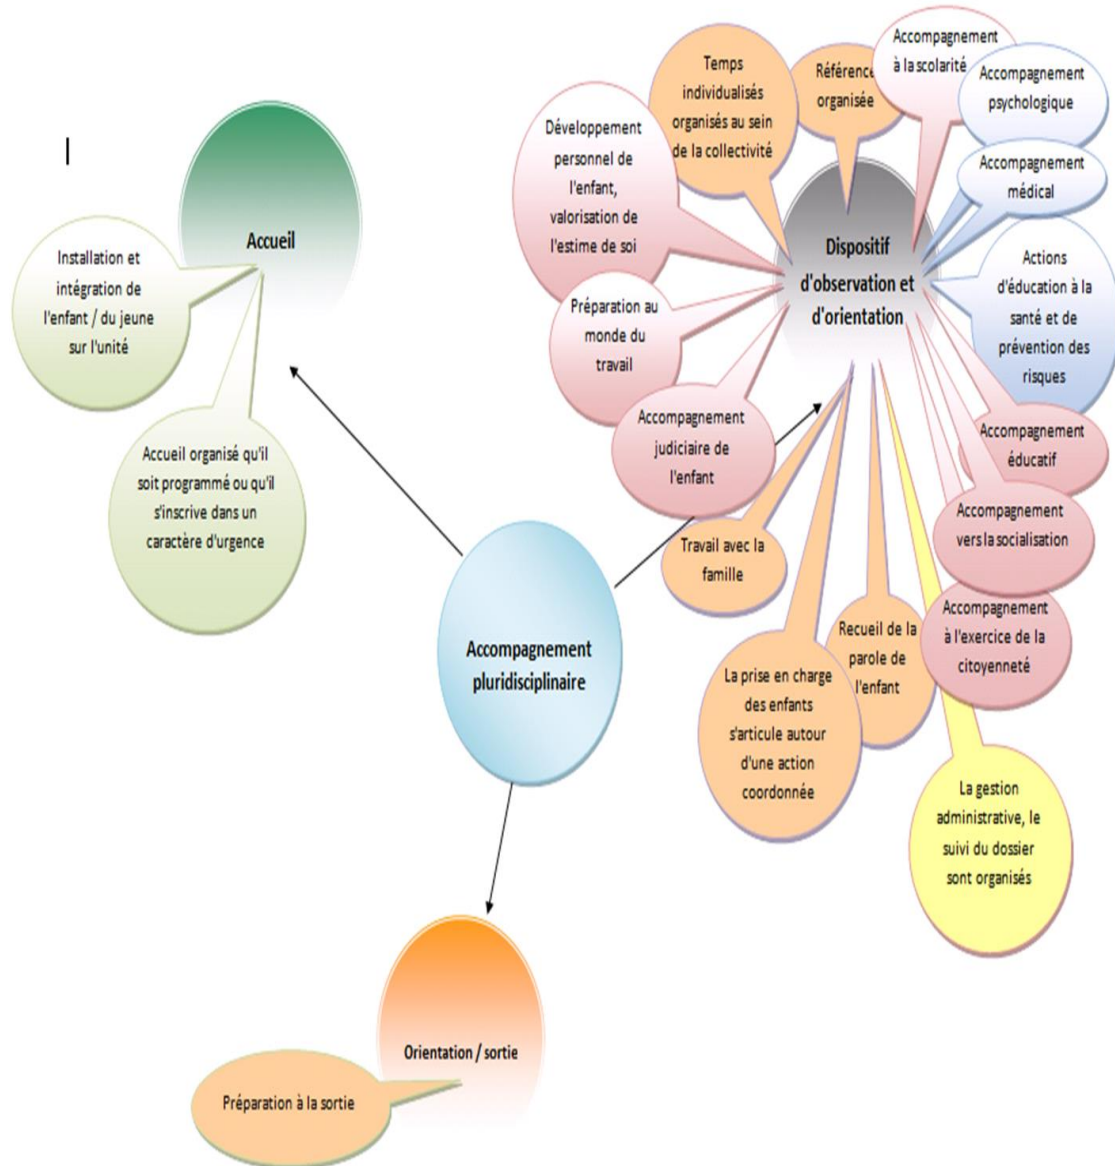 Accueil
Installation et
intégration de
l'enfant / du jeune
sur l'unité
Accueil organisé qu'il
soit programmé ou qu'il
s'inscrive dans un
caractère d'urgence
Accompagnement
pluridisciplinaire
Dispositif
d'observation et
d'orientation
Développement
personnel de
l'enfant,
valorisation de
l'estime de soi
Temps
individualisés
organisés au sein
de la collectivité
Référence
organisée
Accompagnement
à la scolarité
Accompagnement
psychologique
Accompagnement
médical
Actions
d'éducation à la
santé et de
prévention des
risques
Préparation au
monde du
travail
Accompagnement
judiciaire de
l'enfant
Accompagnement
éducatif
Accompagnement
vers la socialisation
Accompagnement
à l'exercice de la
citoyenneté
Travail avec la
famille
La prise en charge
des enfants
s'articule autour
d'une action
coordonnée
Recueil de la
parole de
l'enfant
La gestion
administrative, le
suivi du dossier
sont organisés
Orientation / sortie
Préparation à la sortie